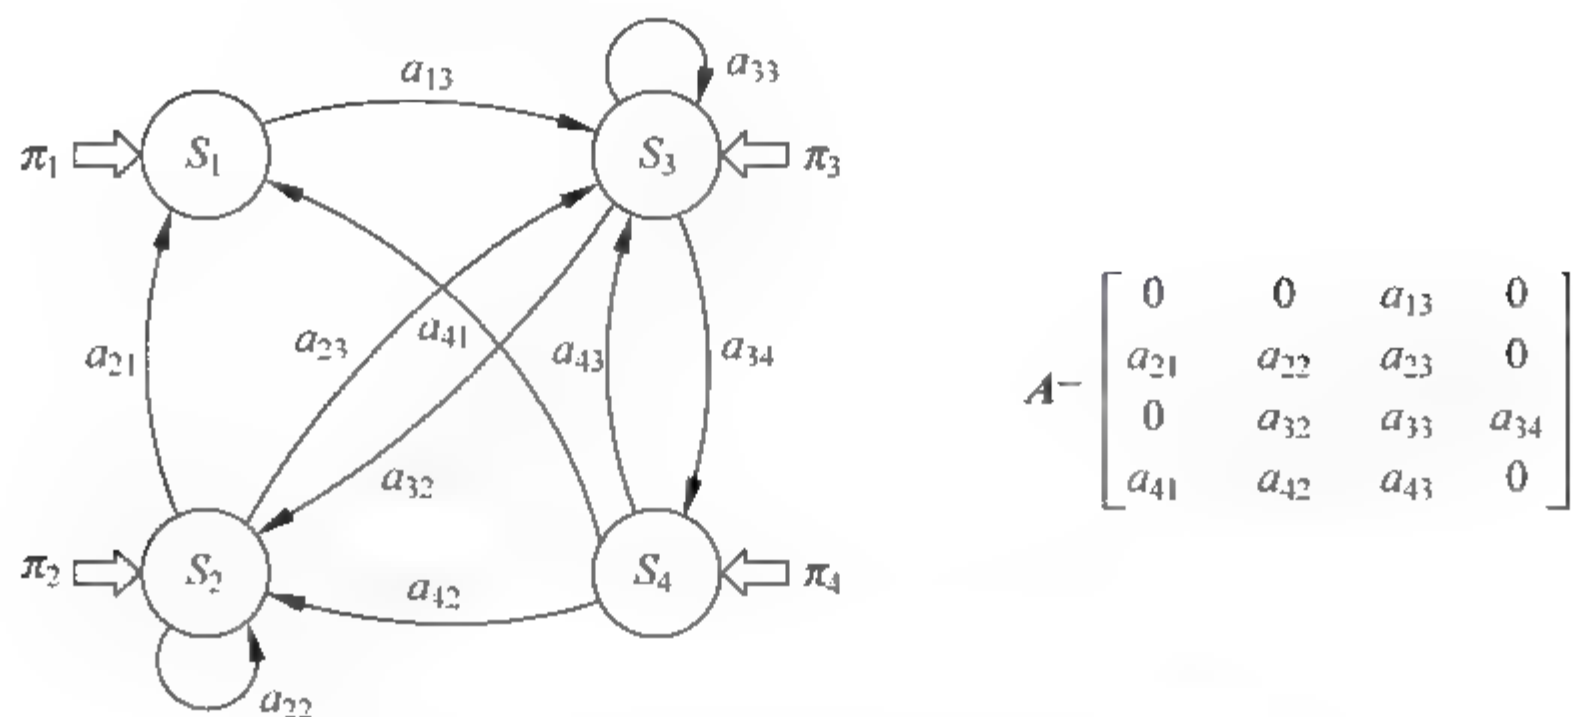 a₁₃
a₃₃
π₁ S₁ S₃ π₃
a₂₁ a₂₃ a₄₁ a₄₃ a₃₄
a₃₂
π₂ S₂ a₄₂ S₄ π₄
a₂₂
0 0 a₁₃ 0
a₂₁ a₂₂ a₂₃ 0
A−
0 a₃₂ a₃₃ a₃₄
a₄₁ a₄₂ a₄₃ 0